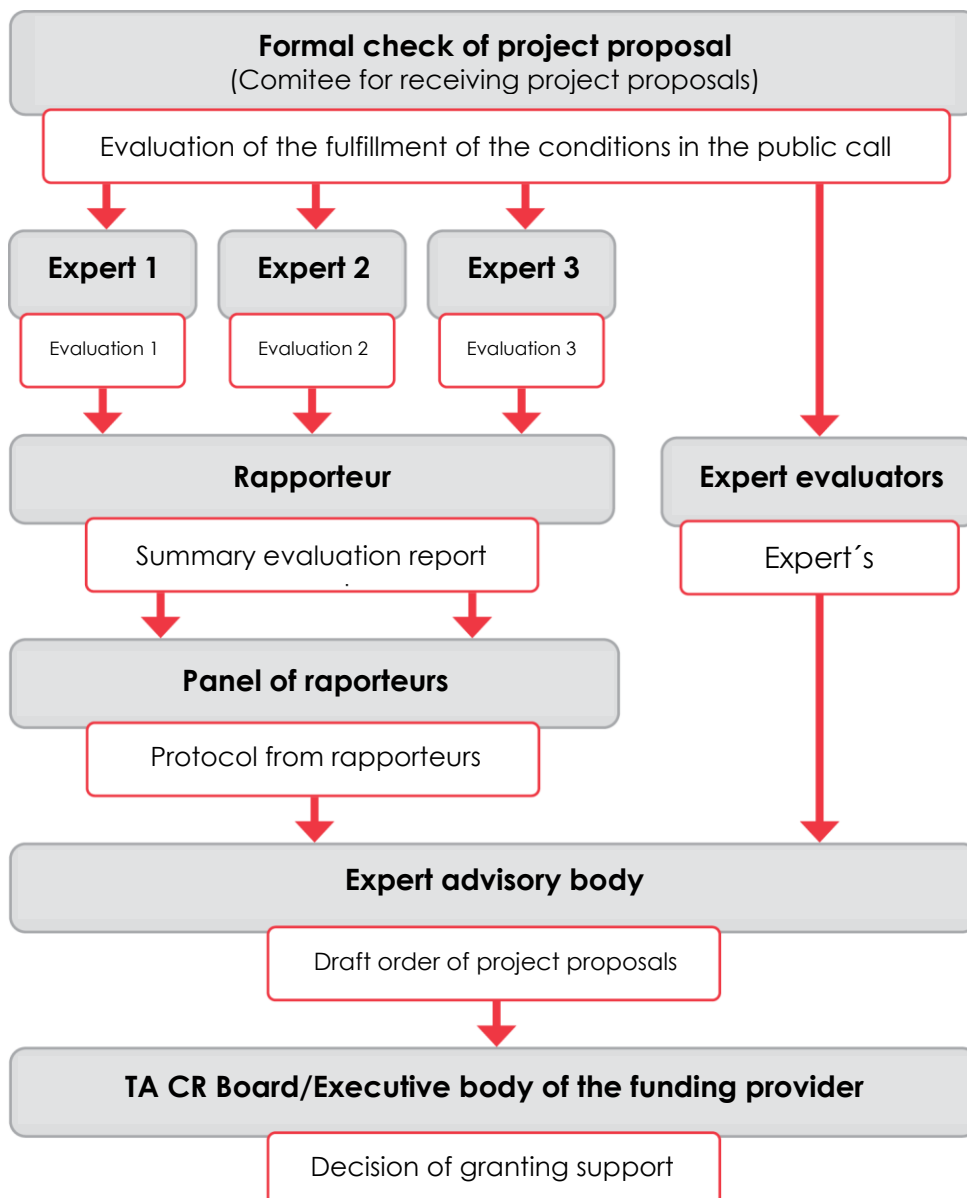 Formal check of project proposal
(Comitee for receiving project proposals)
Evaluation of the fulfillment of the conditions in the public call
Expert 1
Expert 2
Expert 3
Evaluation 1
Evaluation 2
Evaluation 3
Rapporteur
Expert evaluators
Summary evaluation report
Expert´s
Panel of raporteurs
Protocol from rapporteurs
Expert advisory body
Draft order of project proposals
TA CR Board/Executive body of the funding provider
Decision of granting support